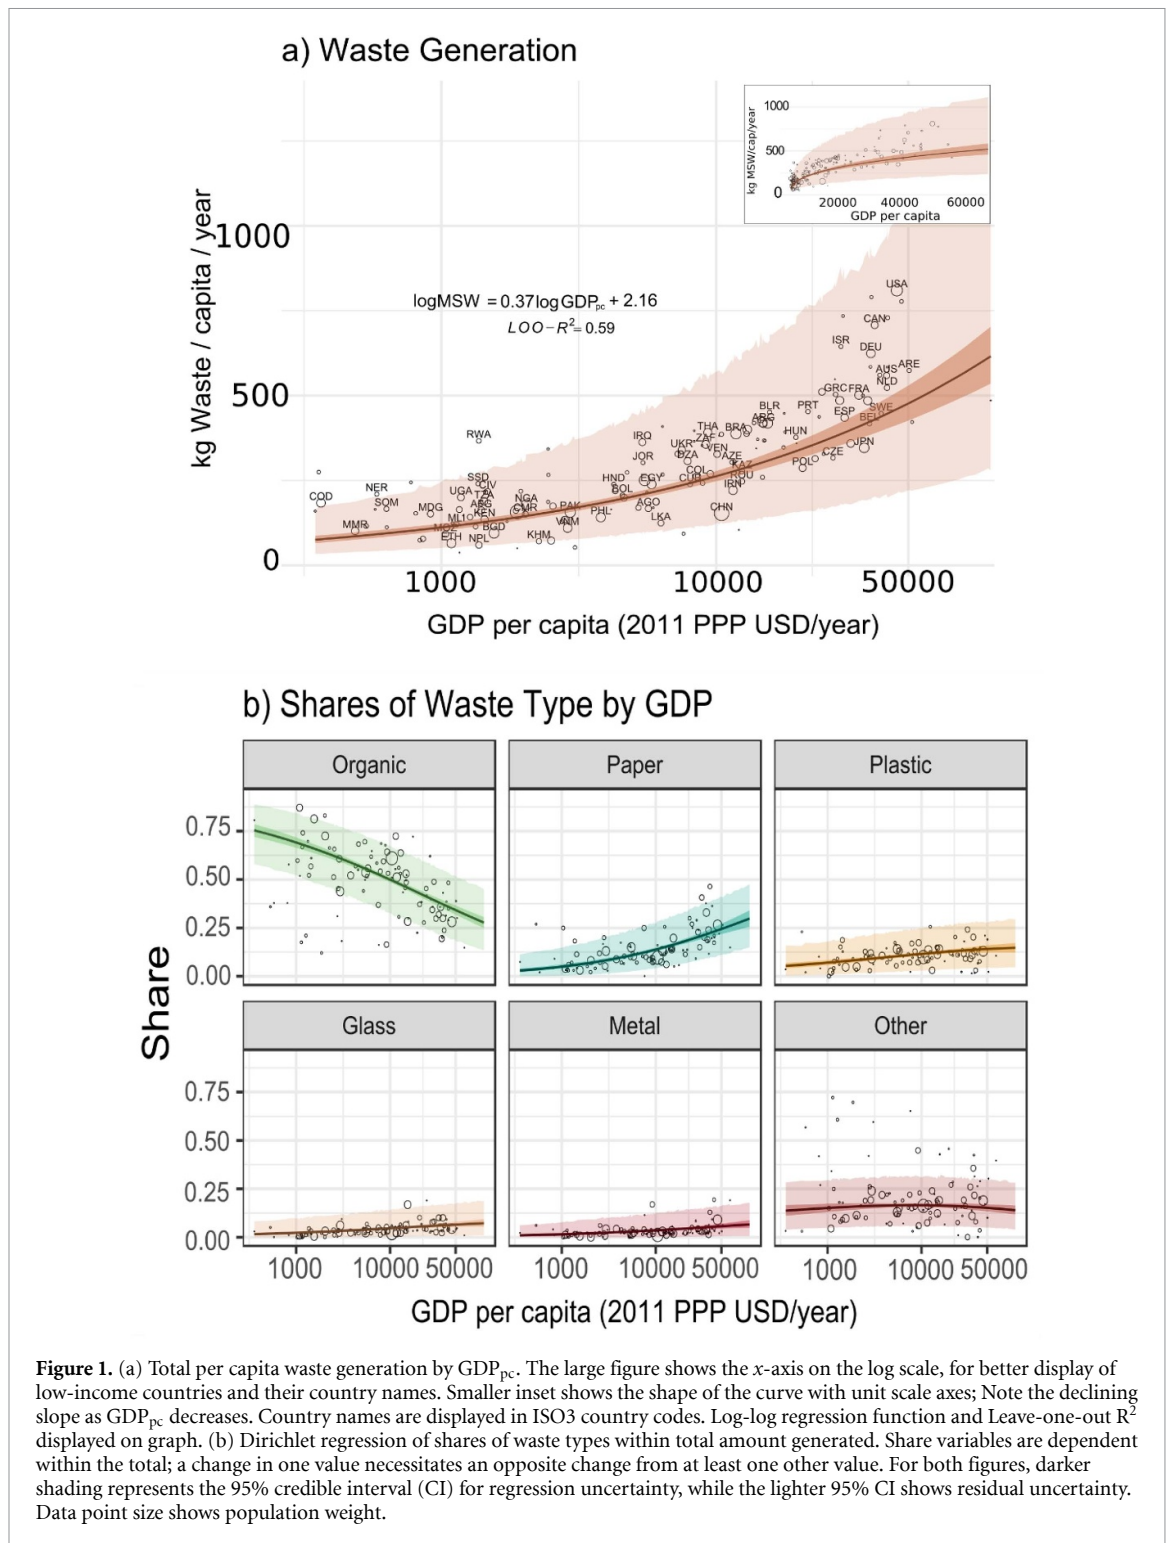 a) Waste Generation
kg Waste / capita / year
1000
500
0
logMSW = 0.37logGDPpc + 2.16
LOO−R²= 0.59
kg MSW/cap/year
1000
500
0
20000 40000 60000
GDP per capita
USA
CAN
ISR
DEU
ARE
AUS
NLD
GRC FRA
BLR PRT
SWE
ESP
BEL
RWA
THA BRA
HUN
IRQ
ZAF
UKR VEN
JPN
JOR
DZA AZE
CZE
KAZ
POL
COL
SSD HND EGY CUB ROU
NER UGA CIV BOL IRN
COD TZA
SOM NGA AGO
MDG CMR PAK CHN
KEN PHL LKA
MMR MLI
MOZ BGD
ETH NPL KHM
1000 10000 50000
GDP per capita (2011 PPP USD/year)
b) Shares of Waste Type by GDP
Organic Paper Plastic
0.75
0.50
0.25
0.00
Share
Glass Metal Other
0.75
0.50
0.25
0.00
1000 10000 50000 1000 10000 50000 1000 10000 50000
GDP per capita (2011 PPP USD/year)
Figure 1. (a) Total per capita waste generation by GDPpc. The large figure shows the x-axis on the log scale, for better display of
low-income countries and their country names. Smaller inset shows the shape of the curve with unit scale axes; Note the declining
slope as GDPpc decreases. Country names are displayed in ISO3 country codes. Log-log regression function and Leave-one-out R²
displayed on graph. (b) Dirichlet regression of shares of waste types within total amount generated. Share variables are dependent
within the total; a change in one value necessitates an opposite change from at least one other value. For both figures, darker
shading represents the 95% credible interval (CI) for regression uncertainty, while the lighter 95% CI shows residual uncertainty.
Data point size shows population weight.